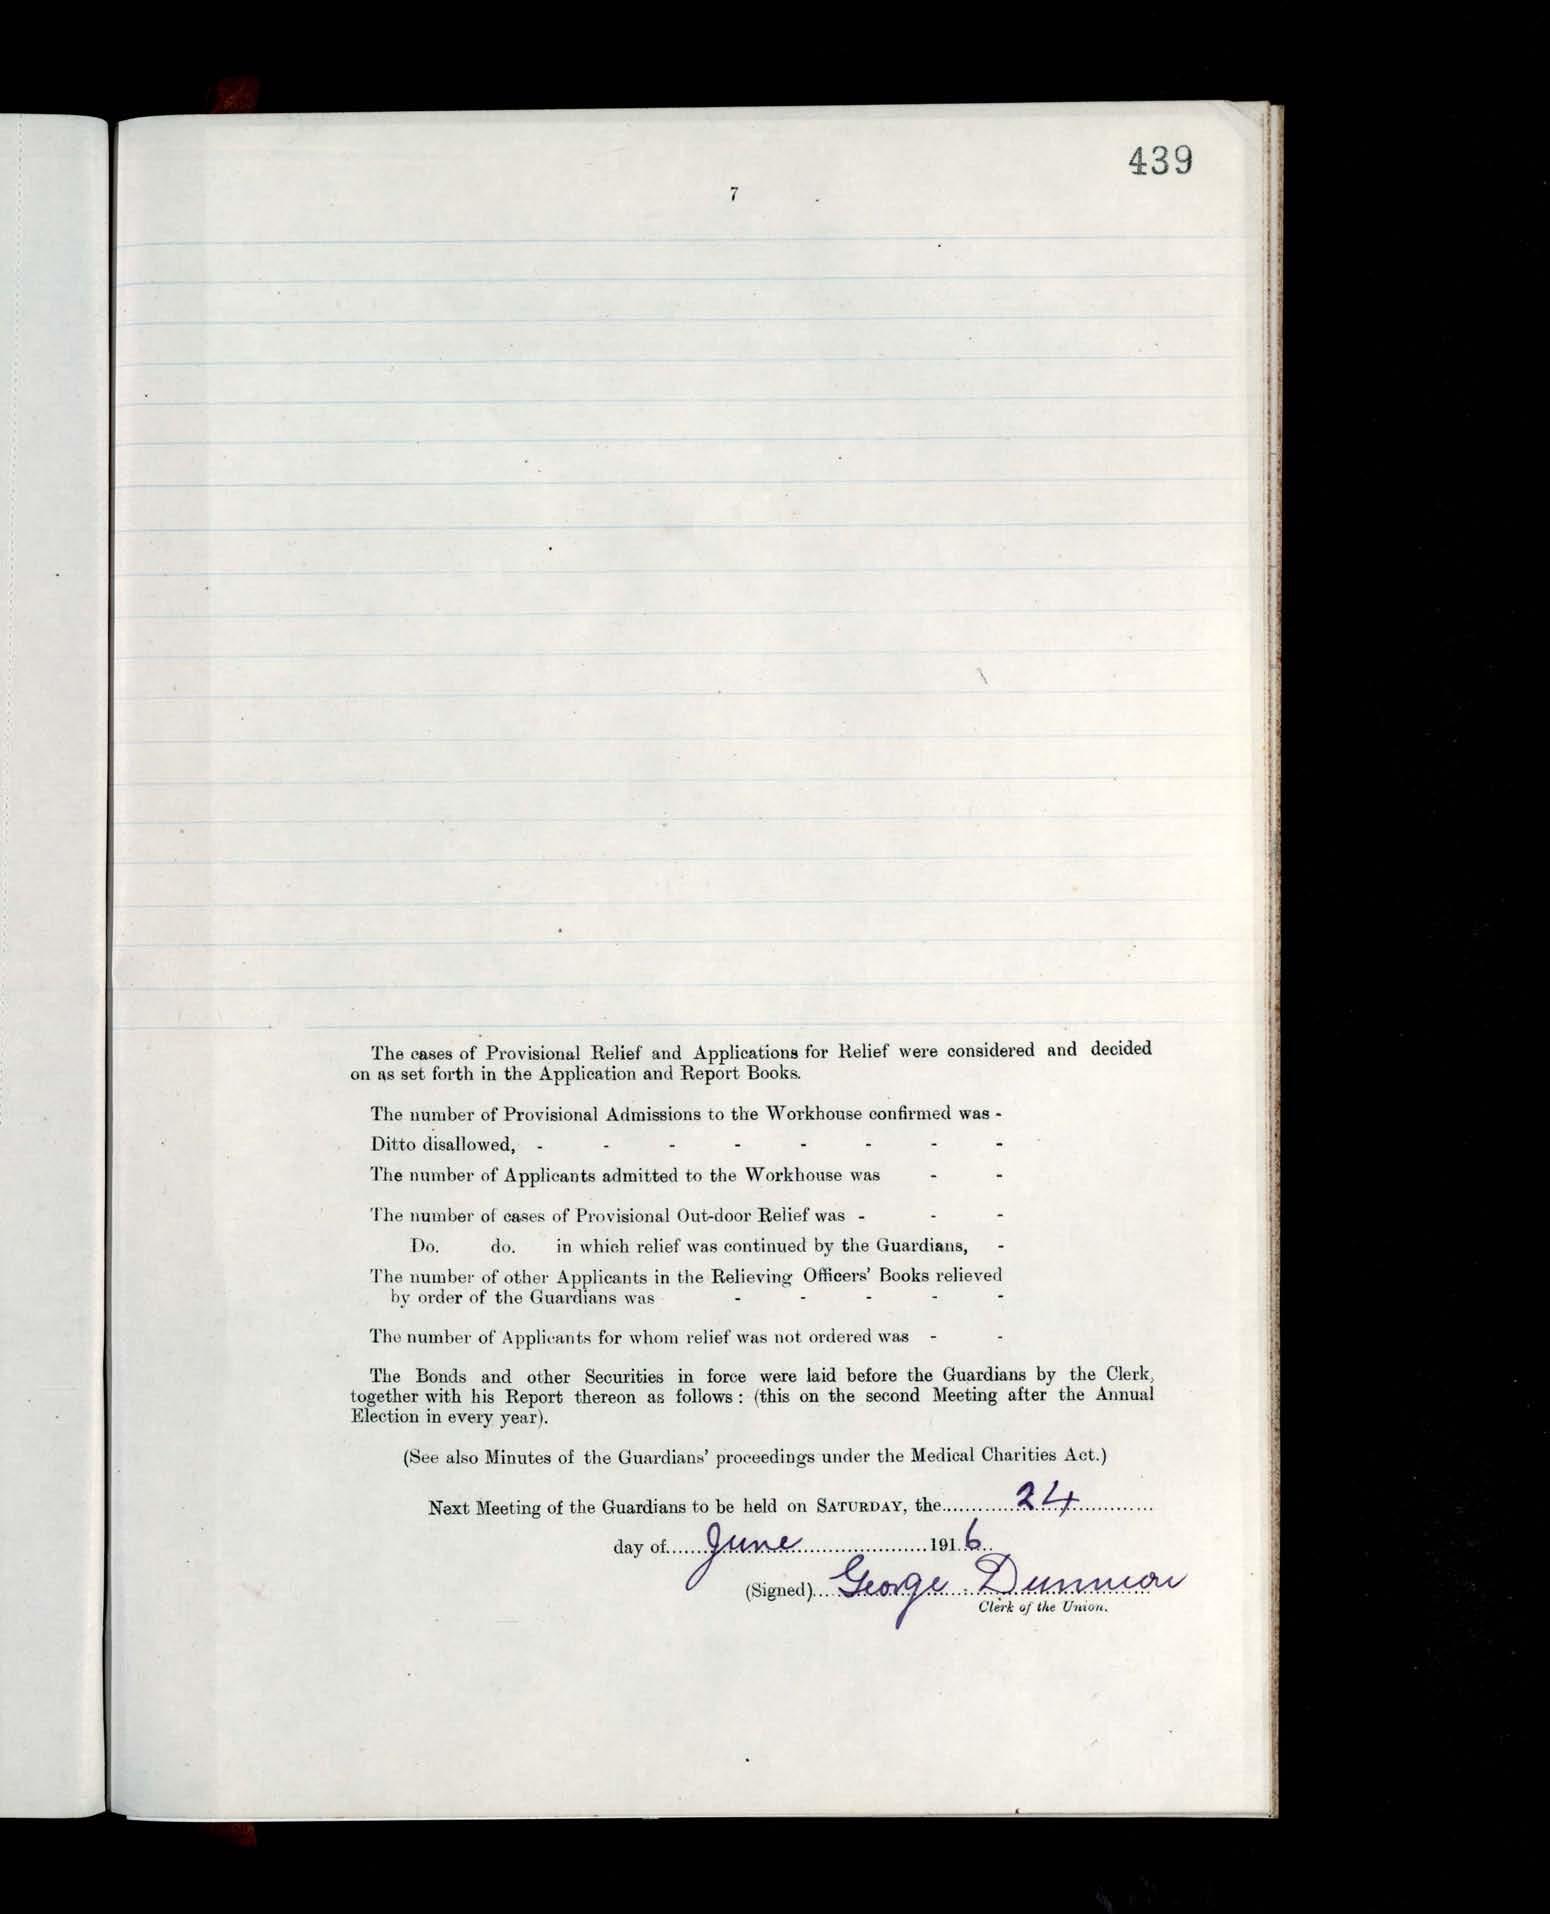 439
7
The cases of Provisional Relief and Applications for Relief were considered and decided
on as set forth in the Application and Report Books.
The number of Provisional Admissions to the Workhouse confirmed was -
Ditto disallowed, - - - - - - - -
The number of Applicants admitted to the Workhouse was - -
The number of cases of Provisional Out-door Relief was - - -
Do. do. in which relief was continued by the Guardians, -
The number of other Applicants in the Relieving Officers' Books relieved
by order of the Guardians was - - - - -
The number of Applicants for whom relief was not ordered was - -
The Bonds and other Securities in force were laid before the Guardians by the Clerk,
together with his Report thereon as follows : (this on the second Meeting after the Annual
Election in every year).
(See also Minutes of the Guardians' proceedings under the Medical Charities Act.)
Next Meeting of the Guardians to be held on SATURDAY, the 24
day of June 1916
(Signed) George
Clerk of the Union.